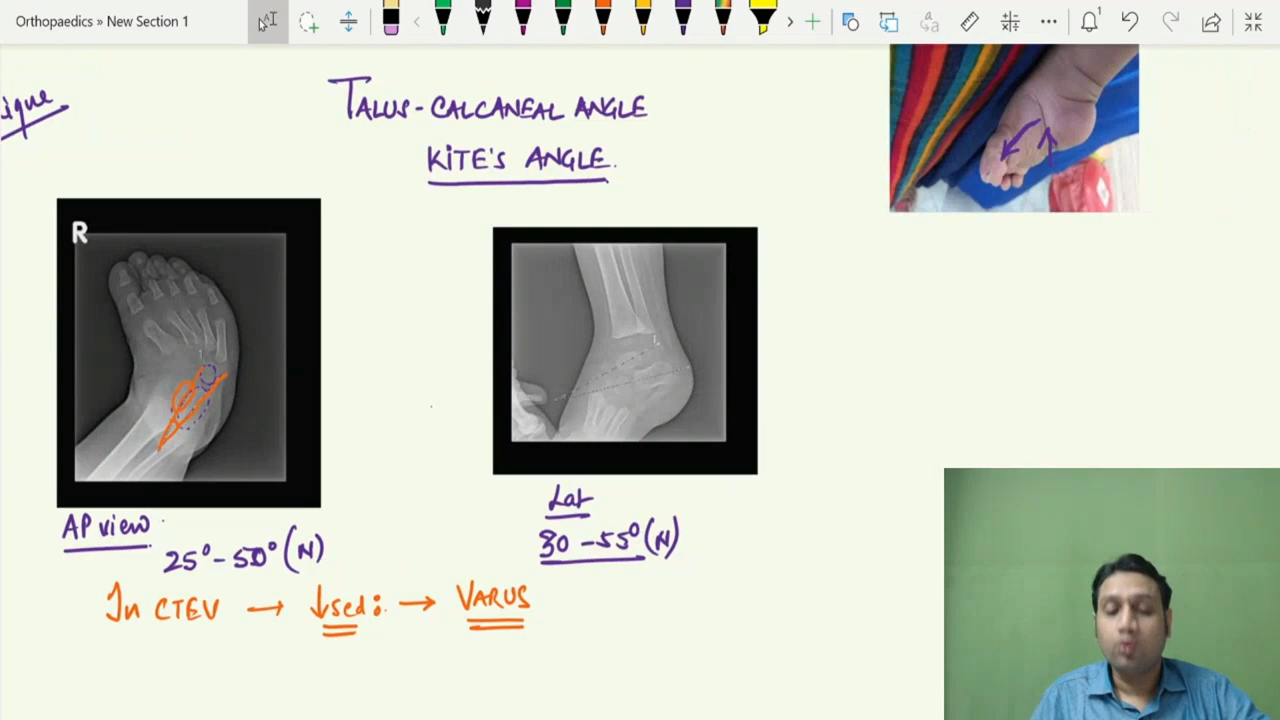 Orthopaedics » New Section 1
ique
TALUS-CALCANEAL ANGLE
KITE'S ANGLE.
R
AP view
25° - 50° (N)
Lat
30 - 55° (N)
In CTEV → ↓sed: → VARUS